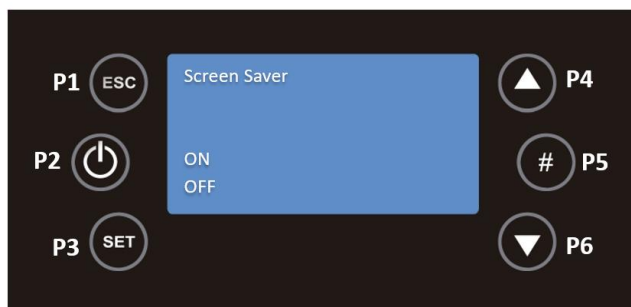 P1 ESC
Screen Saver
P4
P2
ON
# P5
OFF
P3 SET
P6